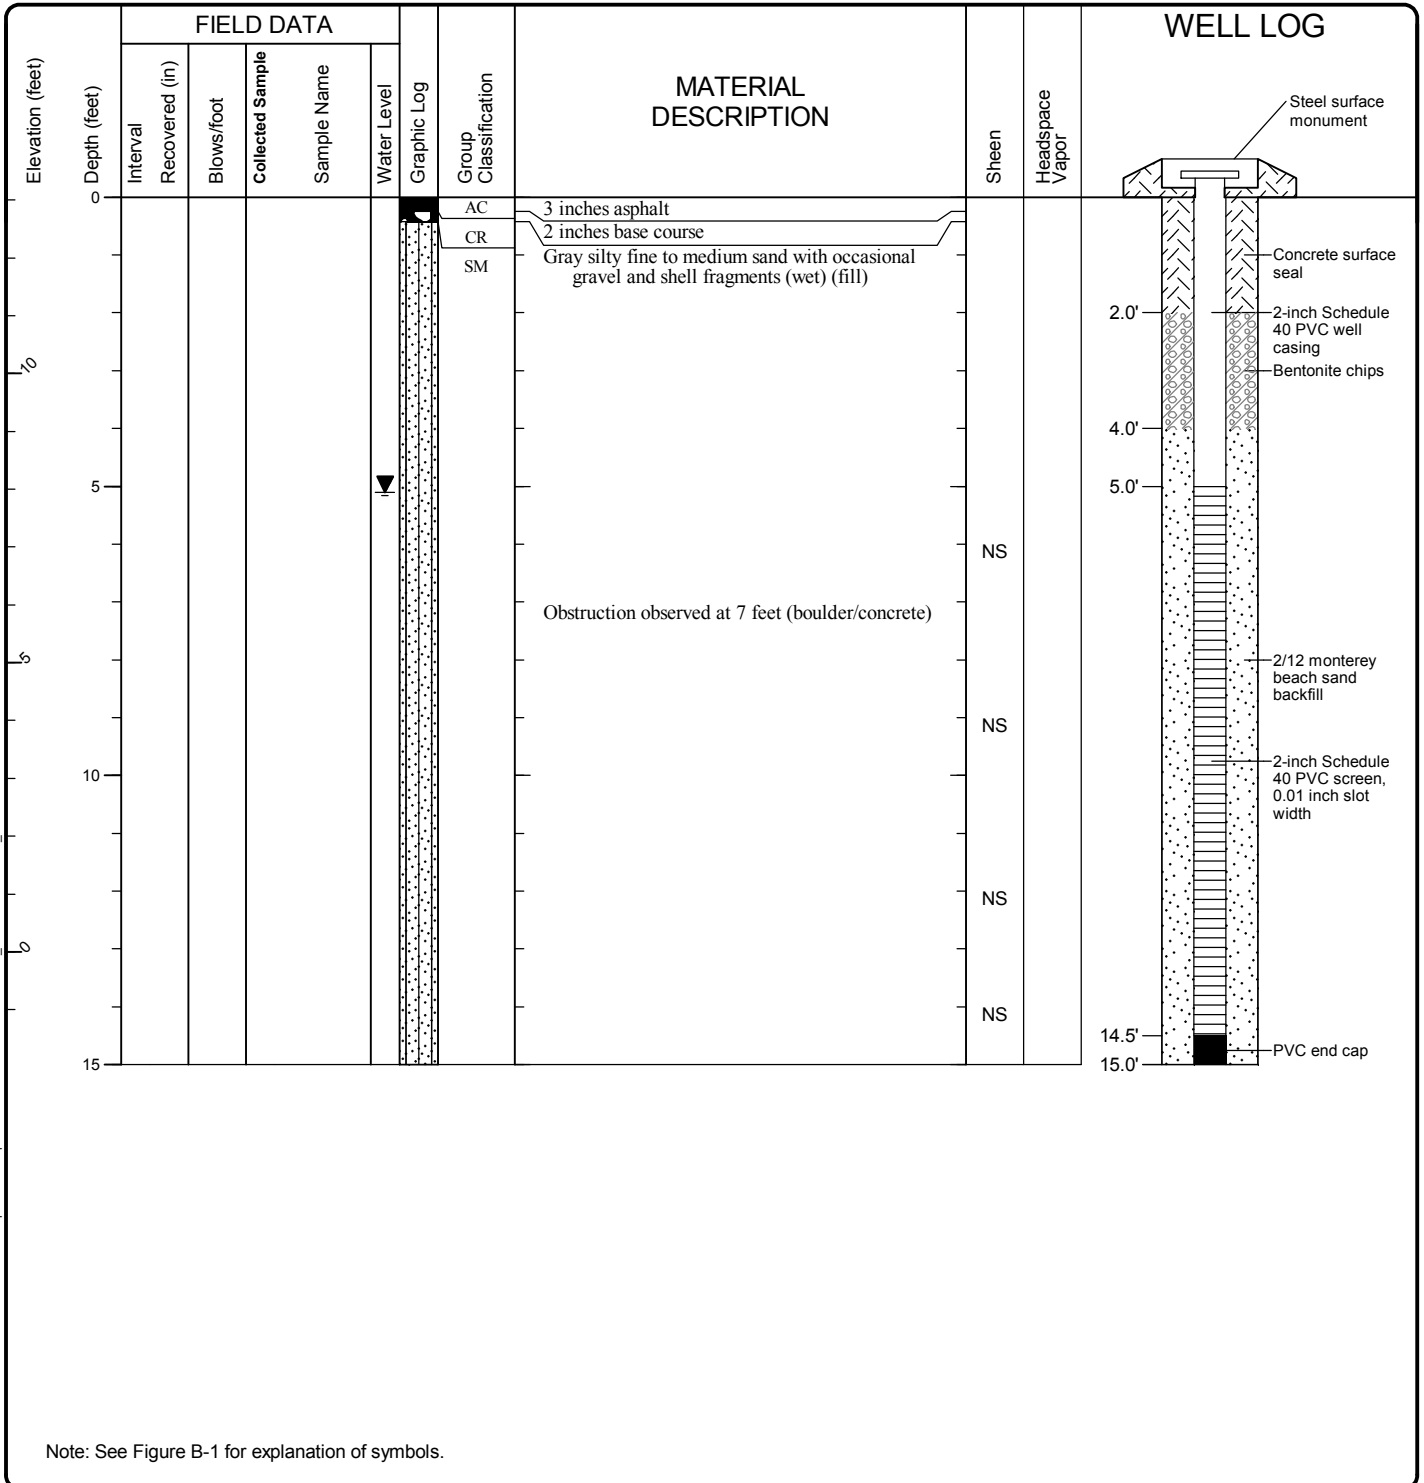 FIELD DATA
WELL LOG
Elevation (feet)
Depth (feet)
Interval
Recovered (in)
Blows/foot
Collected Sample
Sample Name
Water Level
Graphic Log
Group
Classification
MATERIAL
DESCRIPTION
Sheen
Headspace
Vapor
Steel surface
monument
0
AC
3 inches asphalt
CR
2 inches base course
SM
Gray silty fine to medium sand with occasional
gravel and shell fragments (wet) (fill)
Concrete surface
seal
2.0'
2-inch Schedule
40 PVC well
casing
10
Bentonite chips
4.0'
5
5.0'
NS
Obstruction observed at 7 feet (boulder/concrete)
5
2/12 monterey
beach sand
backfill
NS
10
2-inch Schedule
40 PVC screen,
0.01 inch slot
width
NS
0
NS
14.5'
PVC end cap
15
15.0'
Note: See Figure B-1 for explanation of symbols.